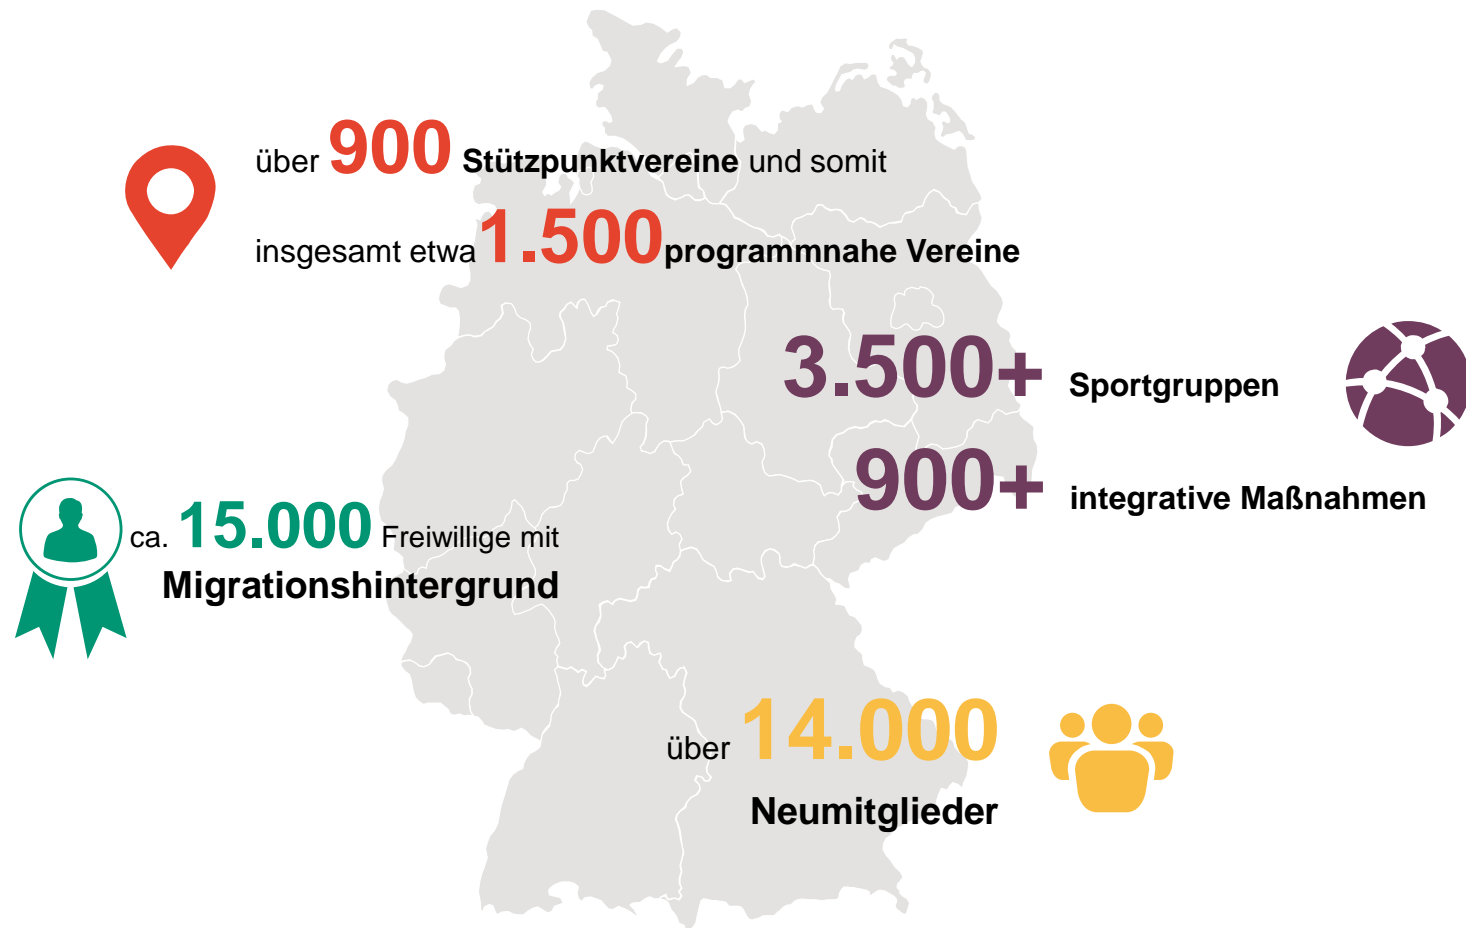 über 900 Stützpunktvereine und somit
insgesamt etwa 1.500 programmnahe Vereine
3.500+ Sportgruppen
900+ integrative Maßnahmen
ca. 15.000 Freiwillige mit
Migrationshintergrund
über 14.000
Neumitglieder